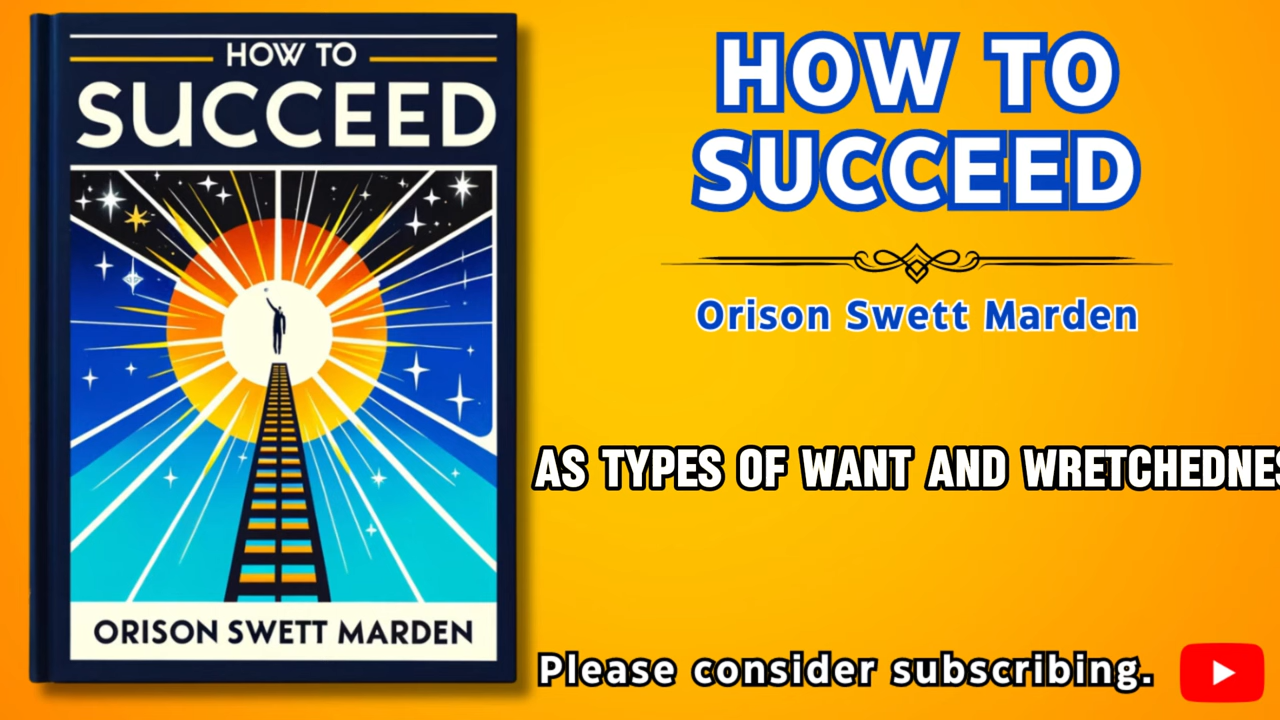 HOW TO
SUCCEED
ORISON SWETT MARDEN
HOW TO
SUCCEED
Orison Swett Marden
AS TYPES OF WANT AND
Please consider subscribing.